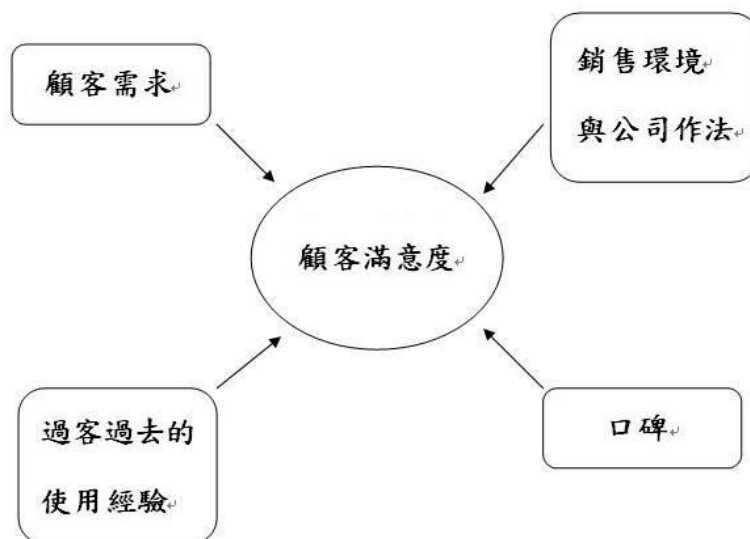 顧客需求
銷售環境
與公司作法
顧客滿意度
過客過去的
使用經驗
口碑